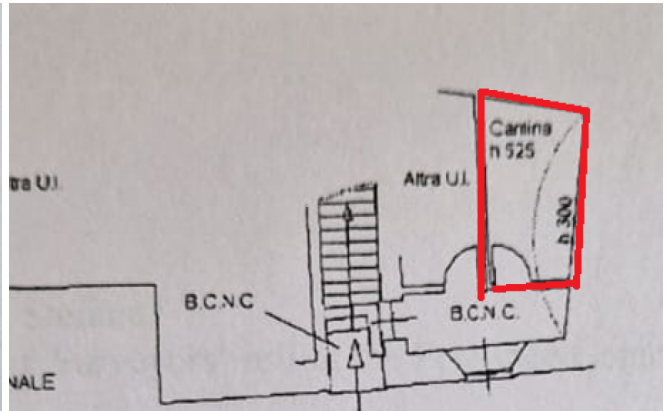 Cantina
h 525
tra U.I.
Altra U.I.
h 300
B.C.N.C
B.C.N.C.
NALE